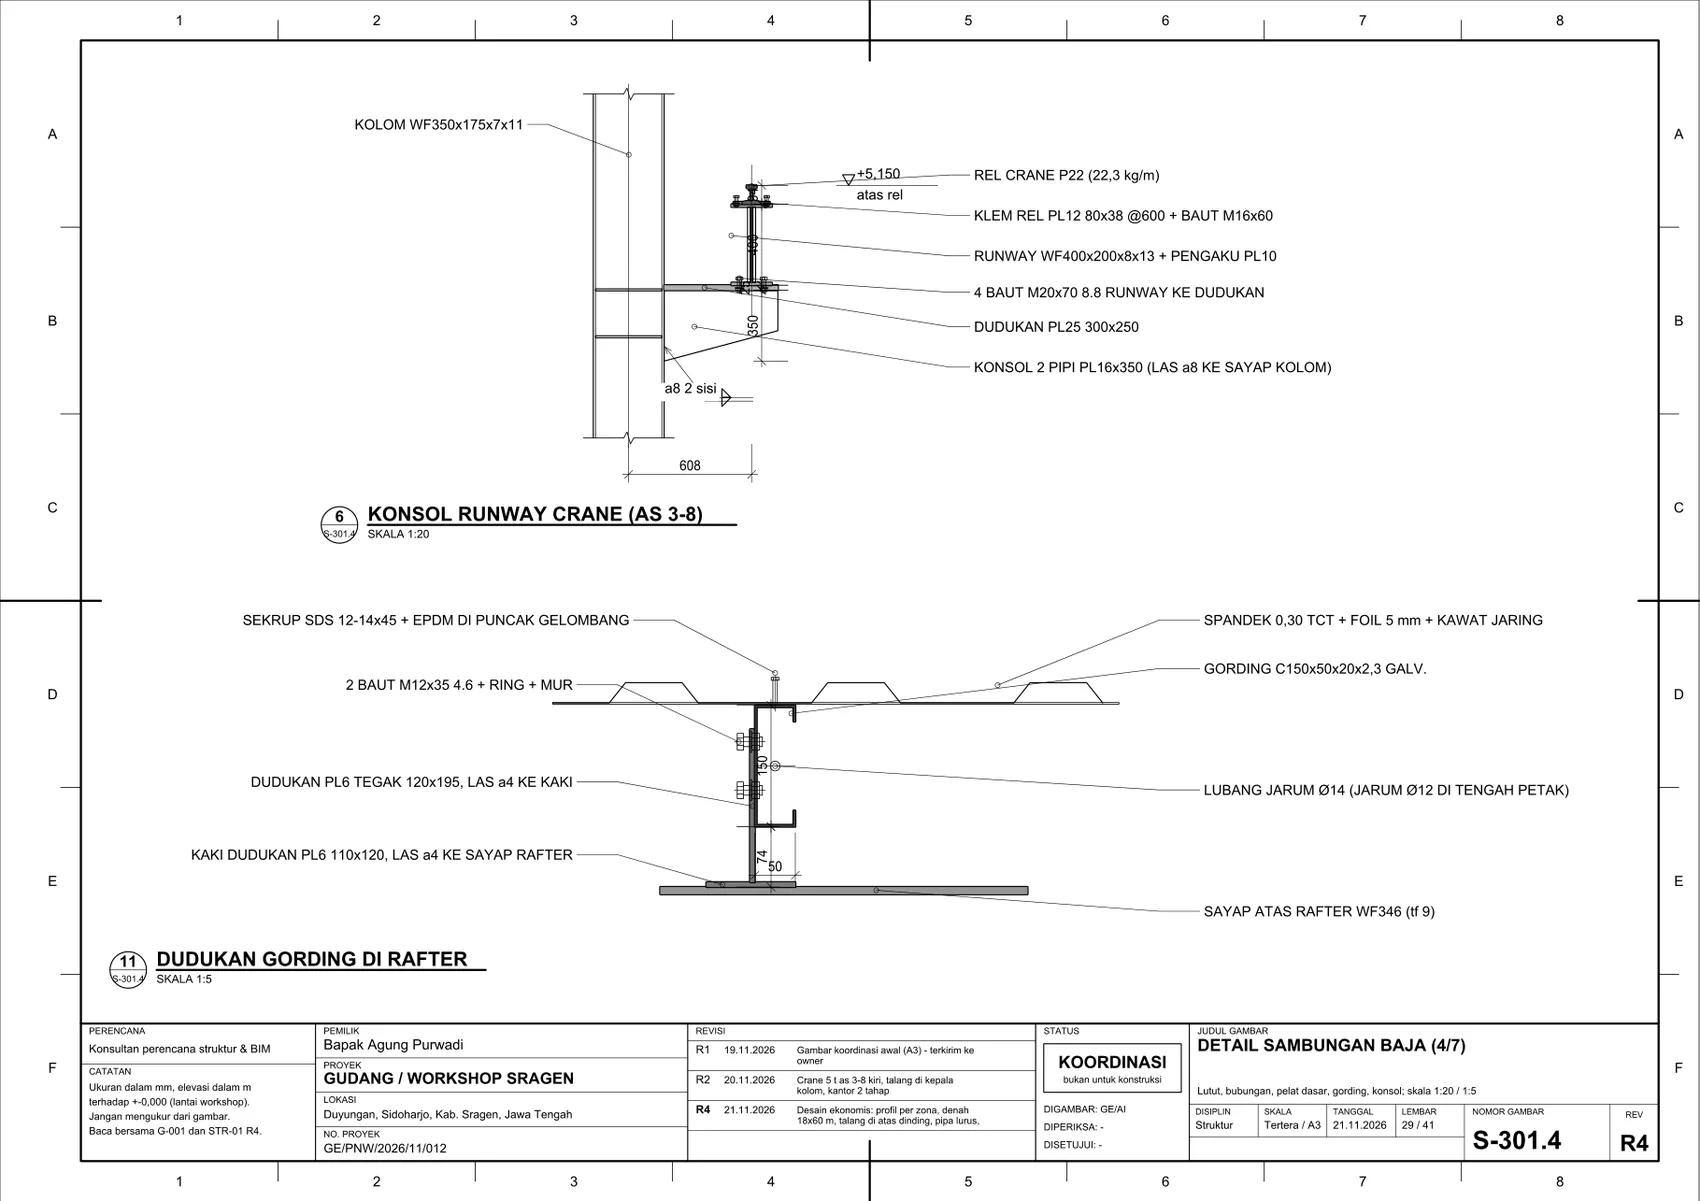 1 2 3 4 5 6 7 8
A A
B B
C C
D D
E E
F F
KOLOM WF350x175x7x11
+5,150
atas rel
REL CRANE P22 (22,3 kg/m)
KLEM REL PL12 80x38 @600 + BAUT M16x60
400
RUNWAY WF400x200x8x13 + PENGAKU PL10
4 BAUT M20x70 8.8 RUNWAY KE DUDUKAN
350
DUDUKAN PL25 300x250
KONSOL 2 PIPI PL16x350 (LAS a8 KE SAYAP KOLOM)
a8 2 sisi
608
6
S-301.4
KONSOL RUNWAY CRANE (AS 3-8)
SKALA 1:20
SEKRUP SDS 12-14x45 + EPDM DI PUNCAK GELOMBANG
SPANDEK 0,30 TCT + FOIL 5 mm + KAWAT JARING
GORDING C150x50x20x2,3 GALV.
2 BAUT M12x35 4.6 + RING + MUR
150
DUDUKAN PL6 TEGAK 120x195, LAS a4 KE KAKI
LUBANG JARUM Ø14 (JARUM Ø12 DI TENGAH PETAK)
KAKI DUDUKAN PL6 110x120, LAS a4 KE SAYAP RAFTER
74
50
SAYAP ATAS RAFTER WF346 (tf 9)
11
S-301.4
DUDUKAN GORDING DI RAFTER
SKALA 1:5
PERENCANA
Konsultan perencana struktur & BIM
CATATAN
Ukuran dalam mm, elevasi dalam m
terhadap +-0,000 (lantai workshop).
Jangan mengukur dari gambar.
Baca bersama G-001 dan STR-01 R4.
PEMILIK
Bapak Agung Purwadi
PROYEK
GUDANG / WORKSHOP SRAGEN
LOKASI
Duyungan, Sidoharjo, Kab. Sragen, Jawa Tengah
NO. PROYEK
GE/PNW/2026/11/012
REVISI
R1 19.11.2026 Gambar koordinasi awal (A3) - terkirim ke
owner
R2 20.11.2026 Crane 5 t as 3-8 kiri, talang di kepala
kolom, kantor 2 tahap
R4 21.11.2026 Desain ekonomis: profil per zona, denah
18x60 m, talang di atas dinding, pipa lurus,
STATUS
KOORDINASI
bukan untuk konstruksi
DIGAMBAR: GE/AI
DIPERIKSA: -
DISETUJUI: -
JUDUL GAMBAR
DETAIL SAMBUNGAN BAJA (4/7)
Lutut, bubungan, pelat dasar, gording, konsol; skala 1:20 / 1:5
DISIPLIN
Struktur
SKALA
Tertera / A3
TANGGAL
21.11.2026
LEMBAR
29 / 41
NOMOR GAMBAR
S-301.4
REV
R4
1 2 3 4 5 6 7 8